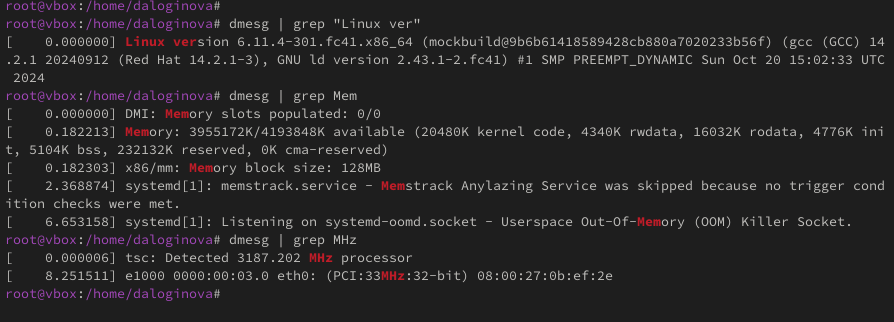 root@vbox:/home/daloginova#
root@vbox:/home/daloginova# dmesg | grep "Linux ver"
[    0.000000] Linux version 6.11.4-301.fc41.x86_64 (mockbuild@9b6b61418589428cb880a7020233b56f) (gcc (GCC) 14
.2.1 20240912 (Red Hat 14.2.1-3), GNU ld version 2.43.1-2.fc41) #1 SMP PREEMPT_DYNAMIC Sun Oct 20 15:02:33 UTC
 2024
root@vbox:/home/daloginova# dmesg | grep Mem
[    0.000000] DMI: Memory slots populated: 0/0
[    0.182213] Memory: 3955172K/4193848K available (20480K kernel code, 4340K rwdata, 16032K rodata, 4776K ini
t, 5104K bss, 232132K reserved, 0K cma-reserved)
[    0.182303] x86/mm: Memory block size: 128MB
[    2.368874] systemd[1]: memstrack.service - Memstrack Anylazing Service was skipped because no trigger cond
ition checks were met.
[    6.653158] systemd[1]: Listening on systemd-oomd.socket - Userspace Out-Of-Memory (OOM) Killer Socket.
root@vbox:/home/daloginova# dmesg | grep MHz
[    0.000006] tsc: Detected 3187.202 MHz processor
[    8.251511] e1000 0000:00:03.0 eth0: (PCI:33MHz:32-bit) 08:00:27:0b:ef:2e
root@vbox:/home/daloginova#